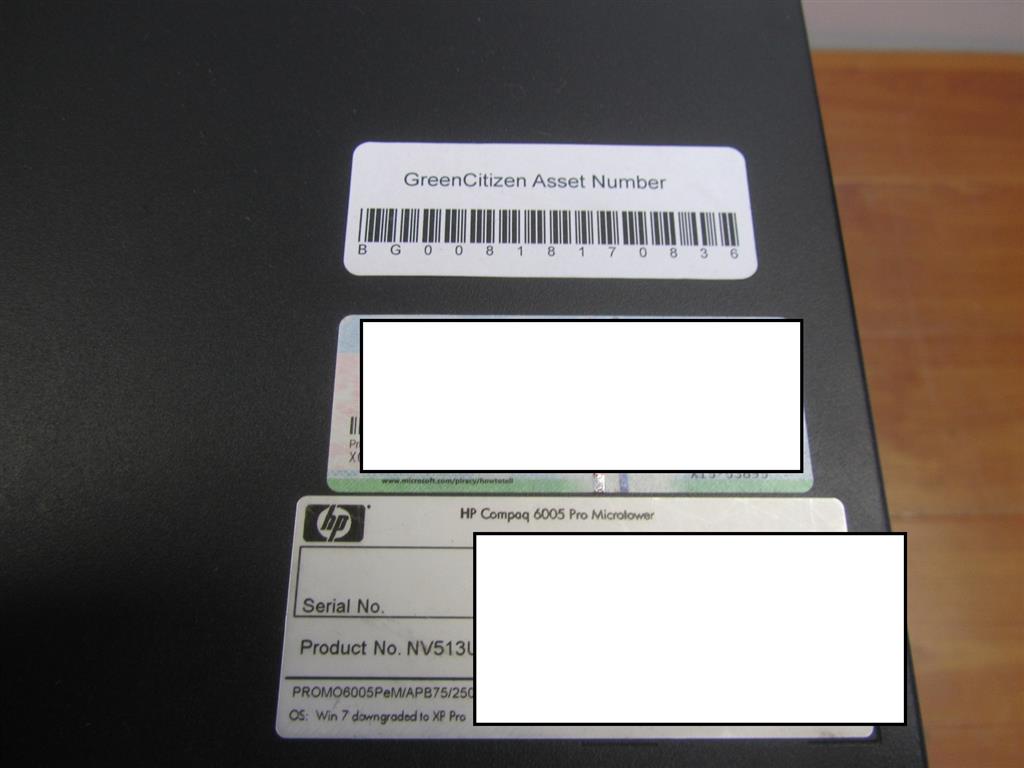 GreenCitizen Asset Number
BG00818170836
www.microsoft.com/piracy/howtotell
hp
HP Compaq 6005 Pro Microtower
Serial No.
Product No. NV513U
PROMO6005PeM/APB75/250
OS: Win 7 downgraded to XP Pro